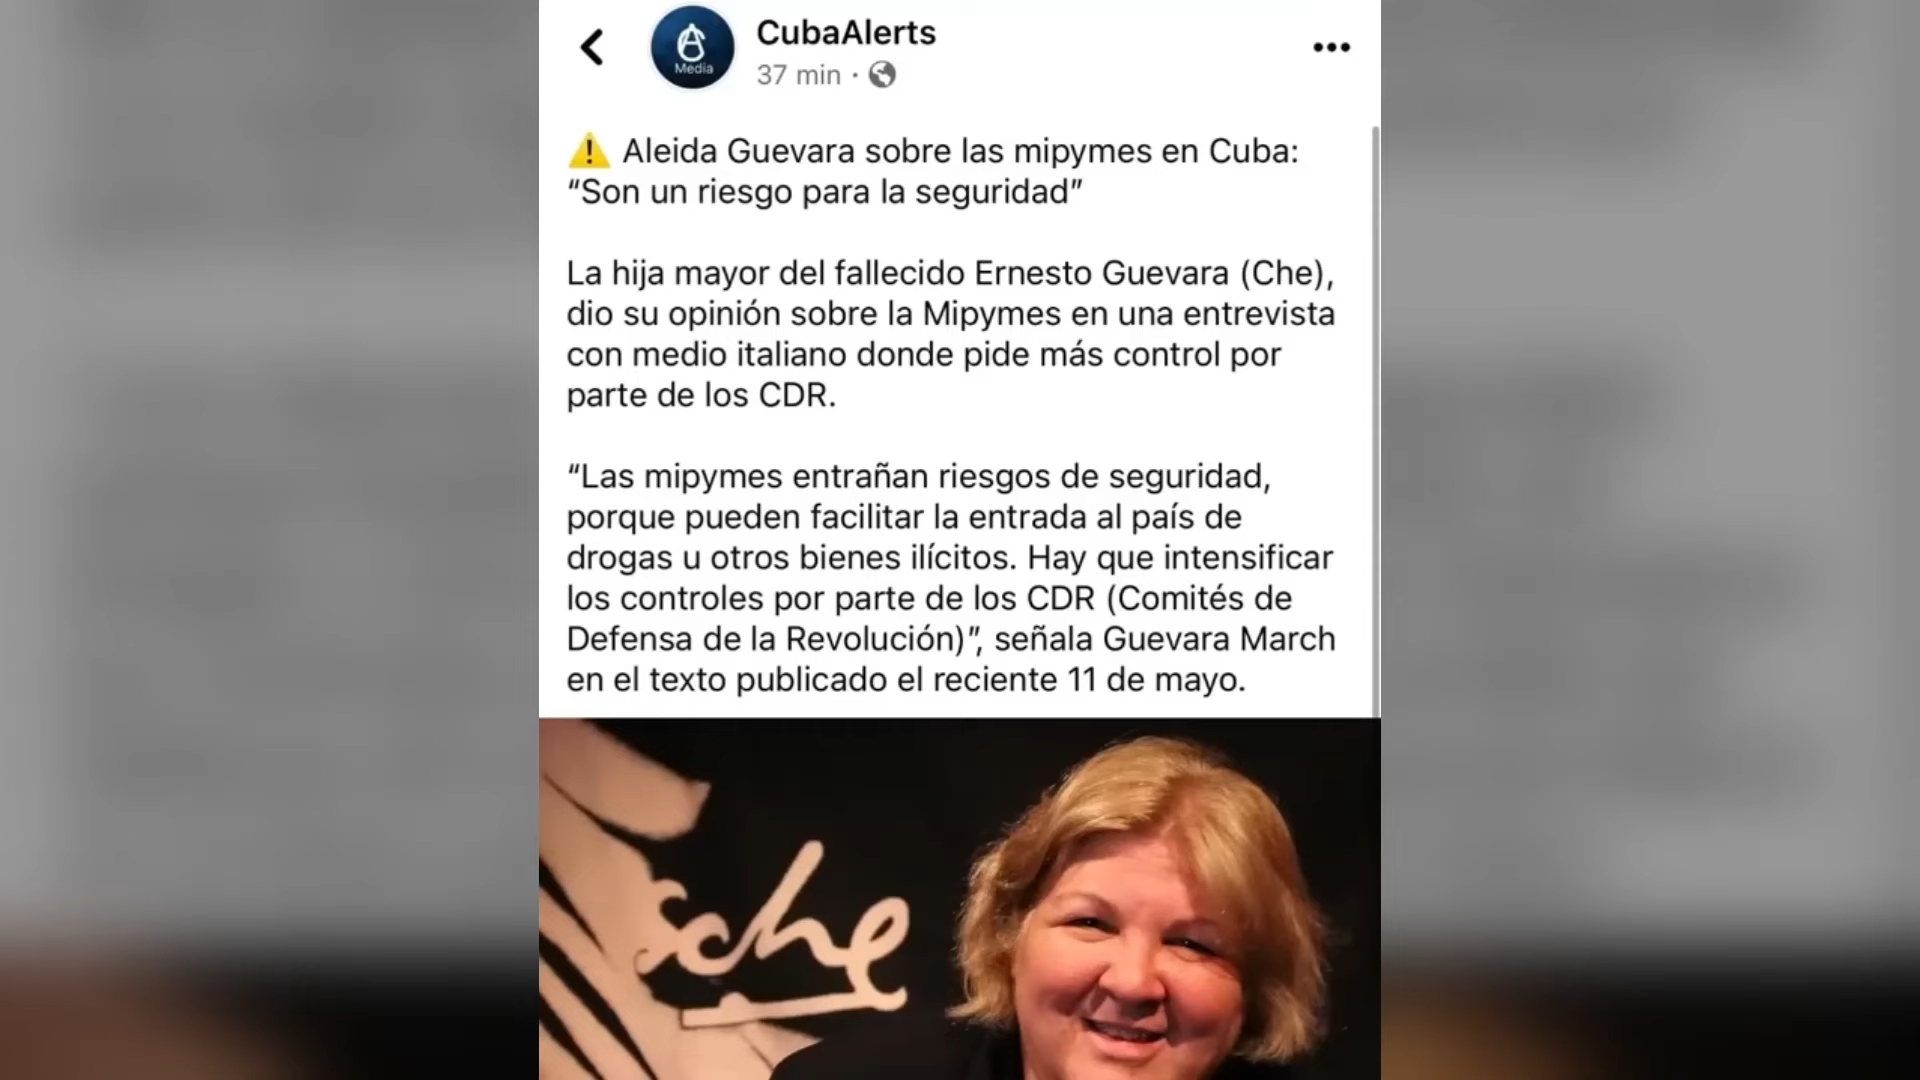 CubaAlerts
Media
37 min ·
⚠️ Aleida Guevara sobre las mipymes en Cuba:
“Son un riesgo para la seguridad”
La hija mayor del fallecido Ernesto Guevara (Che),
dio su opinión sobre la Mipymes en una entrevista
con medio italiano donde pide más control por
parte de los CDR.
“Las mipymes entrañan riesgos de seguridad,
porque pueden facilitar la entrada al país de
drogas u otros bienes ilícitos. Hay que intensificar
los controles por parte de los CDR (Comités de
Defensa de la Revolución)”, señala Guevara March
en el texto publicado el reciente 11 de mayo.
che